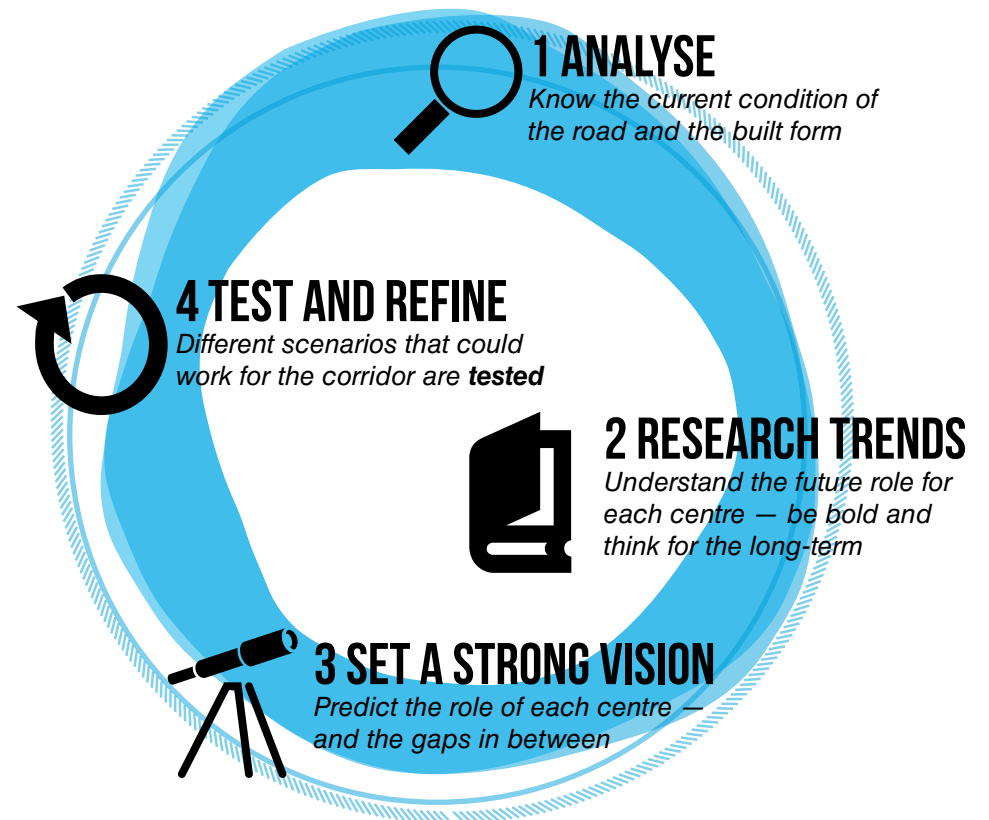 1 ANALYSE
Know the current condition of
the road and the built form
2 RESEARCH TRENDS
Understand the future role for
each centre — be bold and
think for the long-term
3 SET A STRONG VISION
Predict the role of each centre —
and the gaps in between
4 TEST AND REFINE
Different scenarios that could
work for the corridor are tested